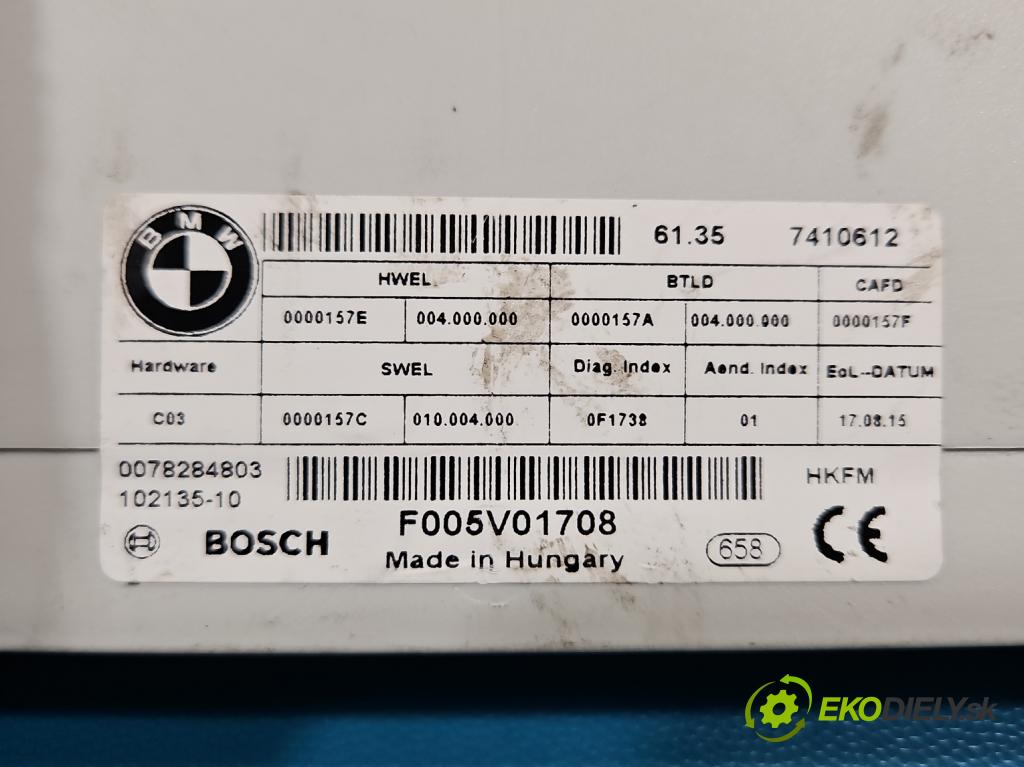 BMW
61.35 7410612
HWEL BTLD CAFD
0000157E 004.000.000 0000157A 004.000.000 0000157F
Hardware SWEL Diag. Index Aend. Index EoL--DATUM
C03 0000157C 010.004.000 0F1738 01 17.08.15
0078284803 HKFM
102135-10
BOSCH F005V01708 658 CE
Made in Hungary
EKODIELY.sk